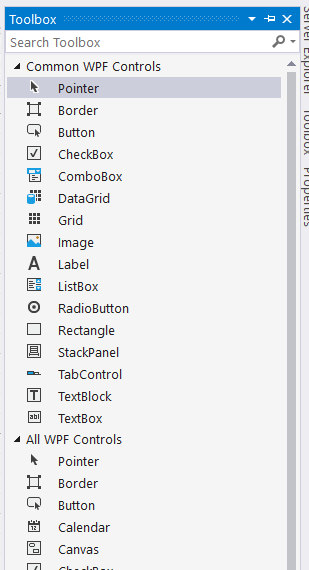 Toolbox
Search Toolbox
Common WPF Controls
Pointer
Border
Button
CheckBox
ComboBox
DataGrid
Grid
Image
Label
ListBox
RadioButton
Rectangle
StackPanel
TabControl
TextBlock
TextBox
All WPF Controls
Pointer
Border
Button
Calendar
Canvas
CheckBox
Server Explorer
Toolbox
Properties